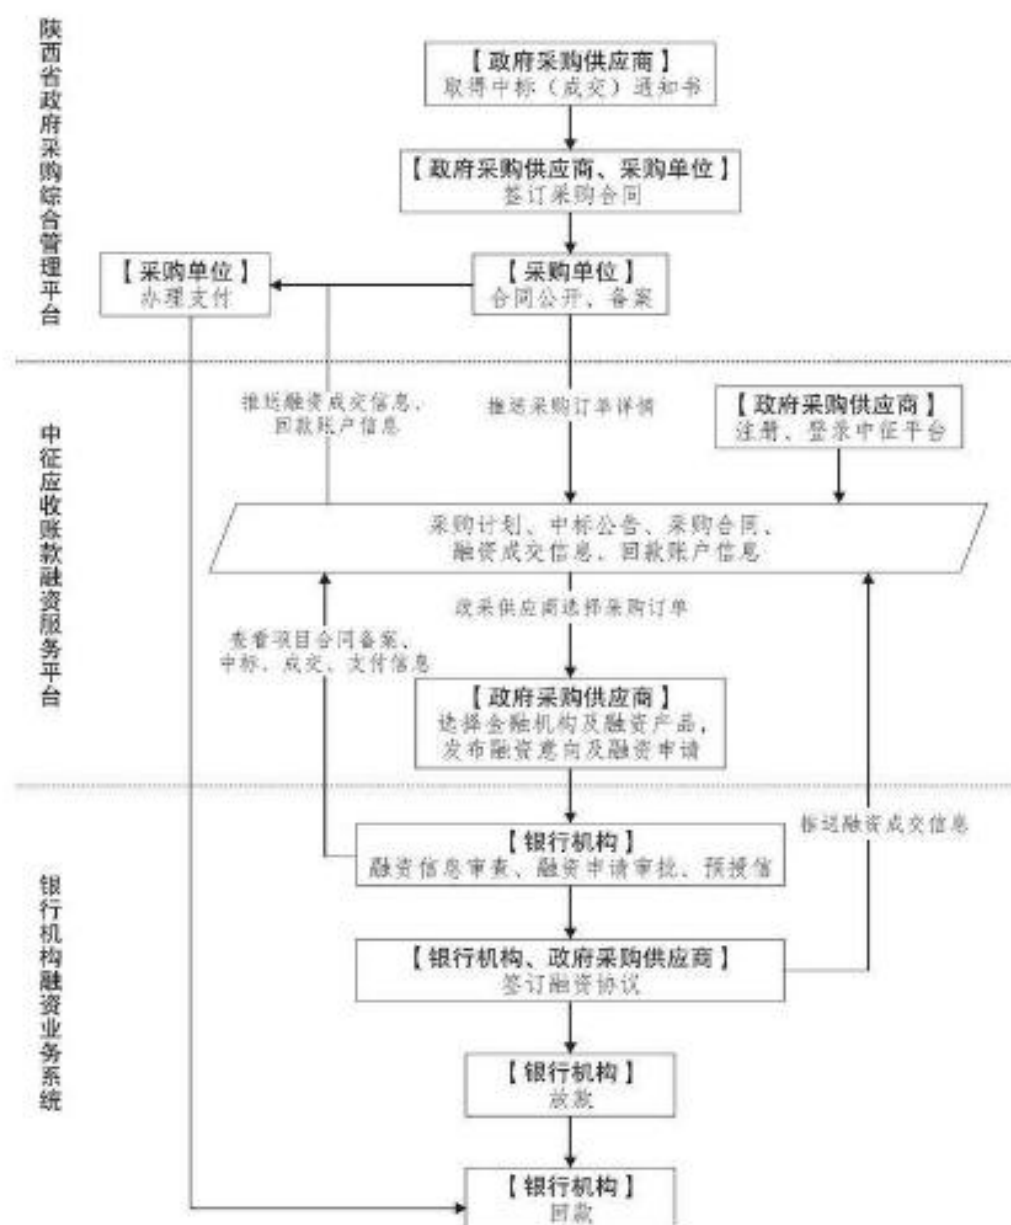 陕西省政府采购综合管理平台
【政府采购供应商】
取得中标（成交）通知书
【政府采购供应商、采购单位】
签订采购合同
【采购单位】
办理支付
【采购单位】
合同公开、备案
中征应收账款融资服务平台
推送融资成交信息、
回款账户信息
推送采购订单详情
【政府采购供应商】
注册、登录中征平台
采购计划、中标公告、采购合同、
融资成交信息、回款账户信息
政采供应商选择采购订单
查看项目合同备案、
中标、成交、支付信息
【政府采购供应商】
选择金融机构及融资产品，
发布融资意向及融资申请
银行机构融资业务系统
【银行机构】
融资信息审查、融资申请审批、预授信
推送融资成交信息
【银行机构、政府采购供应商】
签订融资协议
【银行机构】
放款
【银行机构】
回款